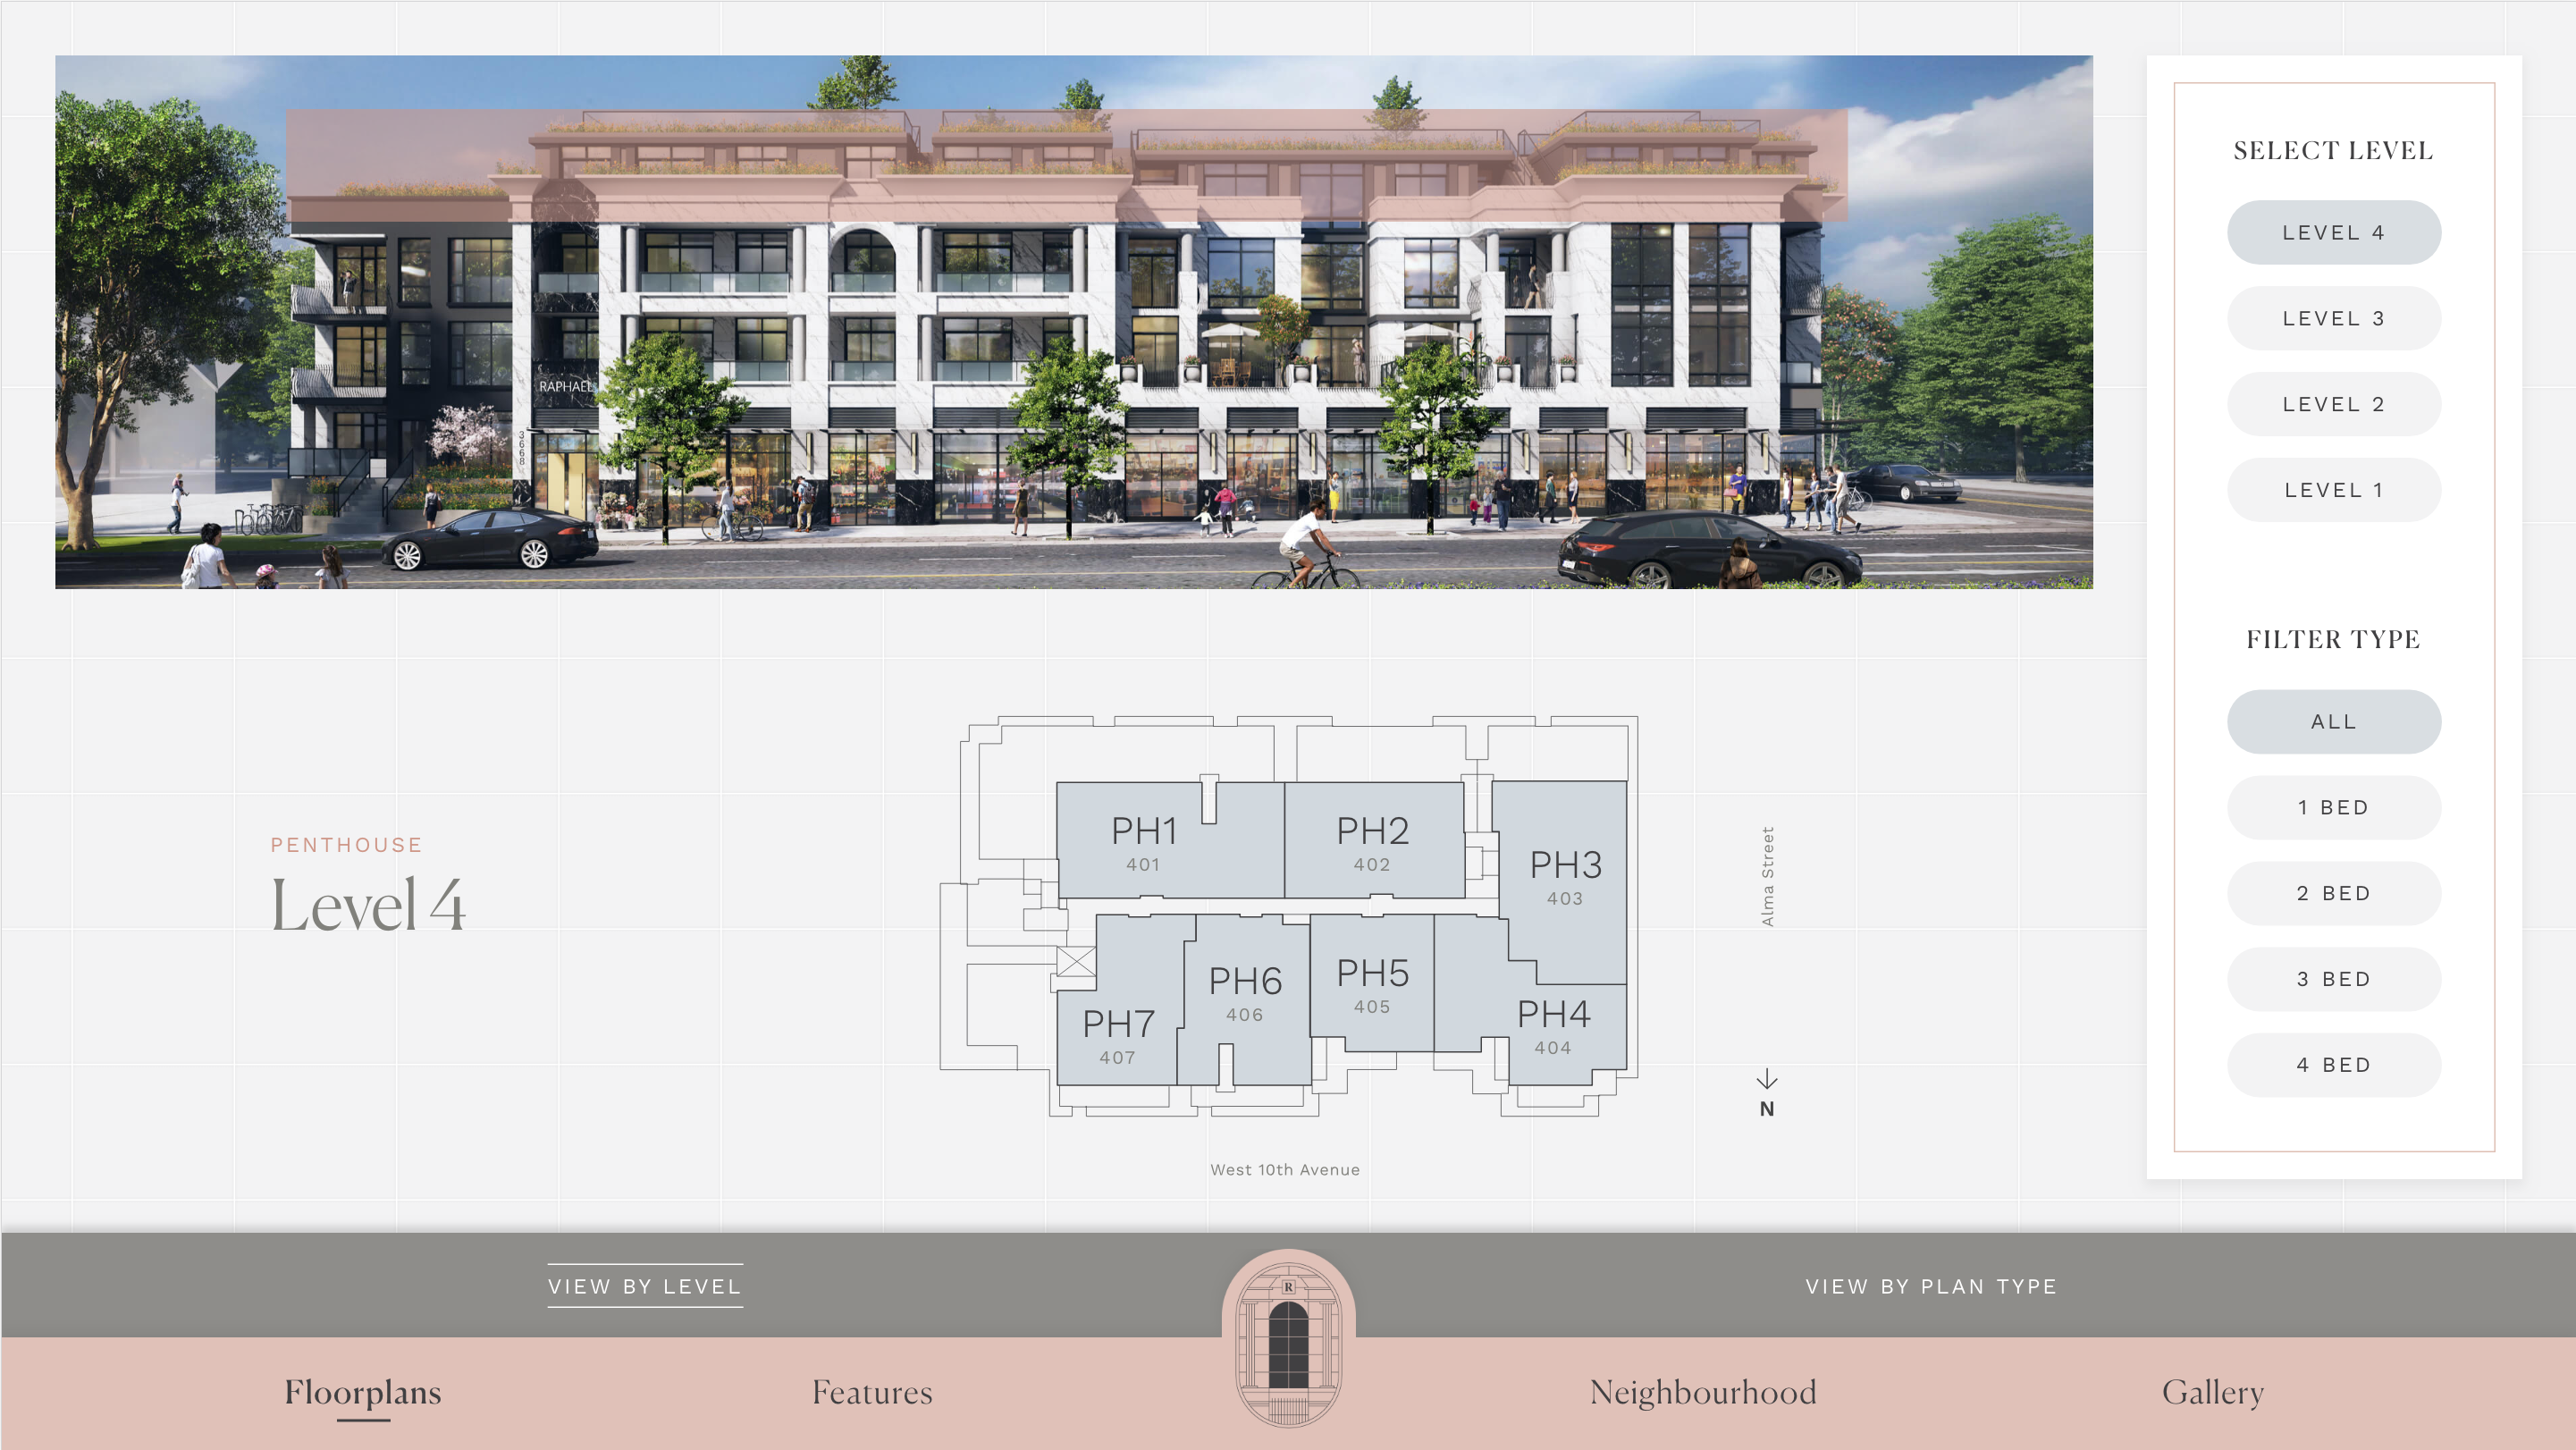 RAPHAEL
3668
SELECT LEVEL
LEVEL 4
LEVEL 3
LEVEL 2
LEVEL 1
FILTER TYPE
ALL
1 BED
2 BED
3 BED
4 BED
PENTHOUSE
Level 4
PH1
401
PH2
402
PH3
403
PH4
404
PH5
405
PH6
406
PH7
407
Alma Street
N
West 10th Avenue
VIEW BY LEVEL
R
VIEW BY PLAN TYPE
Floorplans
Features
Neighbourhood
Gallery